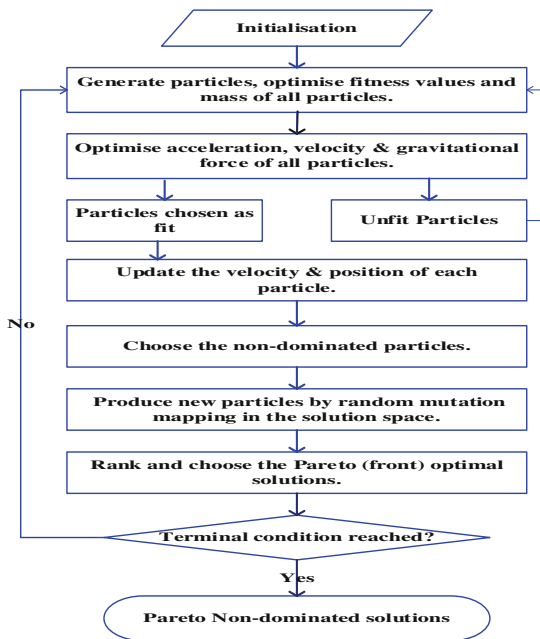 Initialisation
Generate particles, optimise fitness values and
mass of all particles.
Optimise acceleration, velocity & gravitational
force of all particles.
Particles chosen as
fit
Unfit Particles
Update the velocity & position of each
particle.
No
Choose the non-dominated particles.
Produce new particles by random mutation
mapping in the solution space.
Rank and choose the Pareto (front) optimal
solutions.
Terminal condition reached?
Yes
Pareto Non-dominated solutions